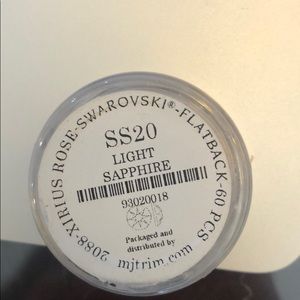 2088-XIRIUS ROSE-SWAROVSKI®-FLATBACK-60 PCS
SS20
LIGHT
SAPPHIRE
93020018
Packaged and
distributed by
mjtrim.com